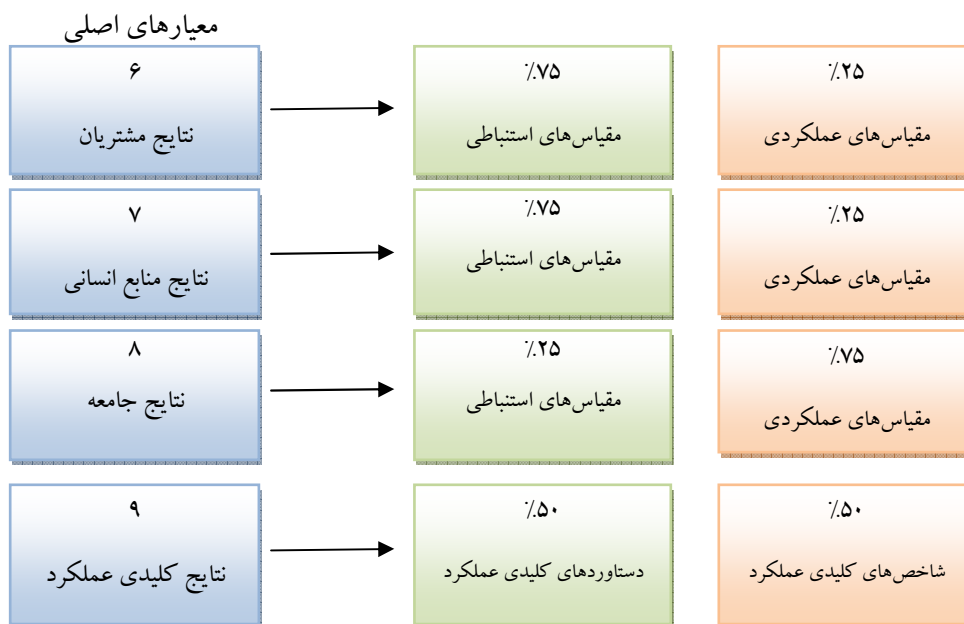 معیارهای اصلی
۶
نتایج مشتریان
٪۷۵
مقیاس‌های استنباطی
٪۲۵
مقیاس‌های عملکردی
۷
نتایج منابع انسانی
٪۷۵
مقیاس‌های استنباطی
٪۲۵
مقیاس‌های عملکردی
۸
نتایج جامعه
٪۲۵
مقیاس‌های استنباطی
٪۷۵
مقیاس‌های عملکردی
۹
نتایج کلیدی عملکرد
٪۵۰
دستاوردهای کلیدی عملکرد
٪۵۰
شاخص‌های کلیدی عملکرد